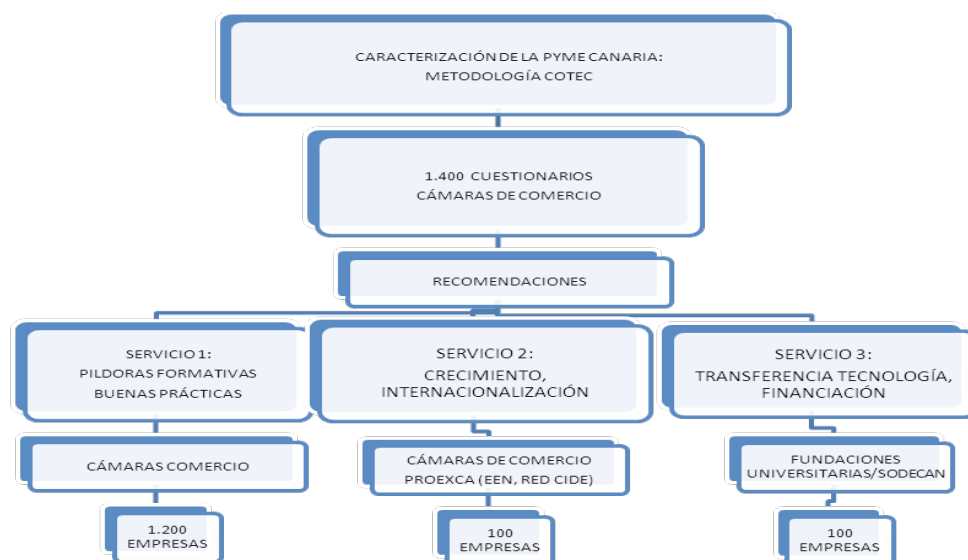 CARACTERIZACIÓN DE LA PYME CANARIA:
METODOLOGÍA COTEC
1.400 CUESTIONARIOS
CÁMARAS DE COMERCIO
RECOMENDACIONES
SERVICIO 1:
PILDORAS FORMATIVAS
BUENAS PRÁCTICAS
SERVICIO 2:
CRECIMIENTO,
INTERNACIONALIZACIÓN
SERVICIO 3:
TRANSFERENCIA TECNOLOGÍA,
FINANCIACIÓN
CÁMARAS COMERCIO
CÁMARAS DE COMERCIO
PROEXCA (EEN, RED CIDE)
FUNDACIONES
UNIVERSITARIAS/SODECAN
1.200
EMPRESAS
100
EMPRESAS
100
EMPRESAS